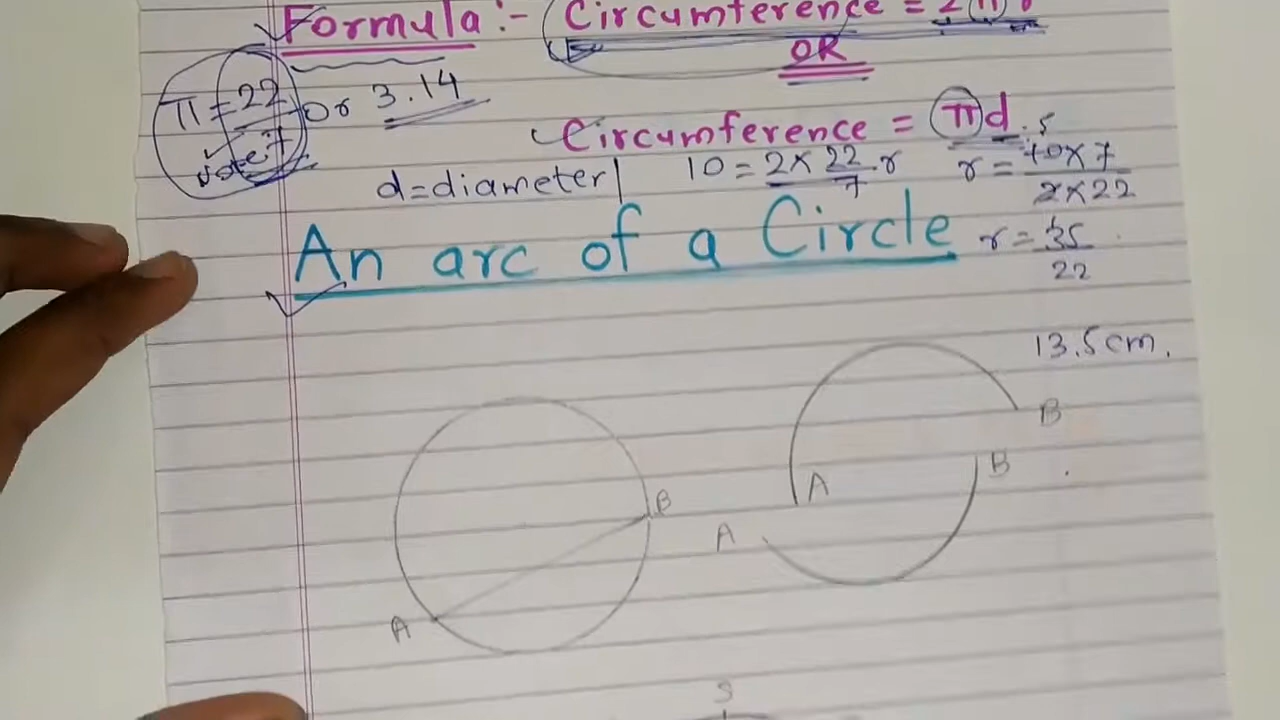 Formula :- Circumference = 2πr
OR
π = 22/7 or 3.14
Circumference = πd
d=diameter
10 = 2 x 22/7 r
r = 10 x 7 / 2 x 22
5
An arc of a Circle
r = 35/22
13.5cm.
B
A
B
A
B
A
S